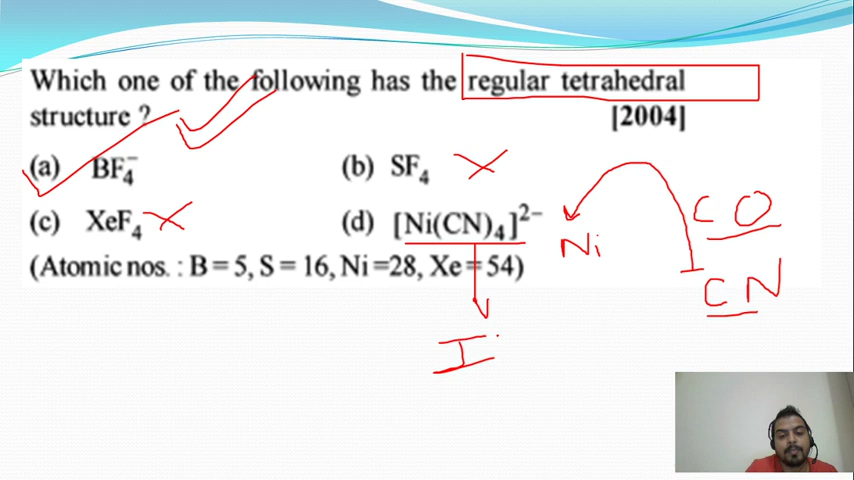 Which one of the following has the regular tetrahedral
structure ? [2004]
(a) BF₄⁻ (b) SF₄
(c) XeF₄ (d) [Ni(CN)₄]²⁻
(Atomic nos. : B = 5, S = 16, Ni =28, Xe = 54)
CO
Ni
CN